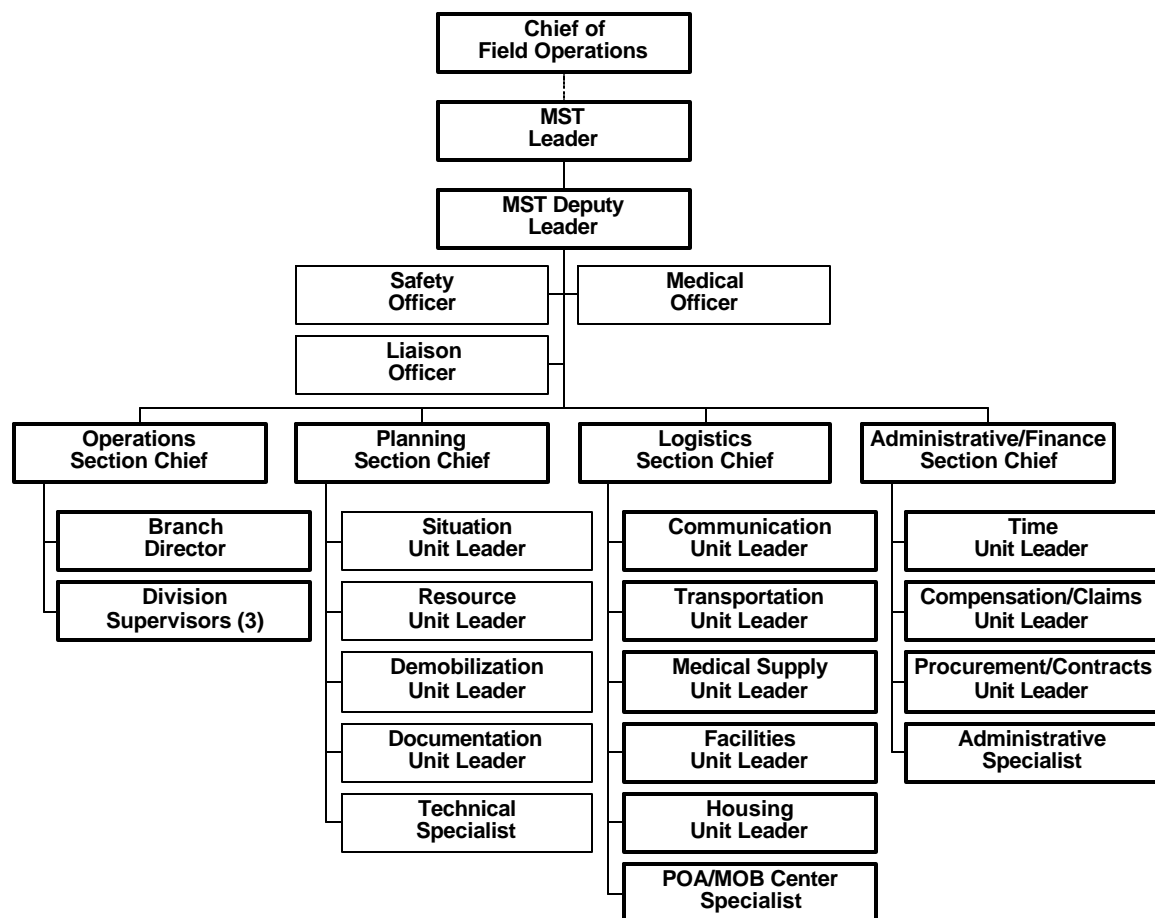 Chief of
Field Operations
MST
Leader
MST Deputy
Leader
Safety
Officer
Medical
Officer
Liaison
Officer
Operations
Section Chief
Planning
Section Chief
Logistics
Section Chief
Administrative/Finance
Section Chief
Branch
Director
Division
Supervisors (3)
Situation
Unit Leader
Resource
Unit Leader
Demobilization
Unit Leader
Documentation
Unit Leader
Technical
Specialist
Communication
Unit Leader
Transportation
Unit Leader
Medical Supply
Unit Leader
Facilities
Unit Leader
Housing
Unit Leader
POA/MOB Center
Specialist
Time
Unit Leader
Compensation/Claims
Unit Leader
Procurement/Contracts
Unit Leader
Administrative
Specialist